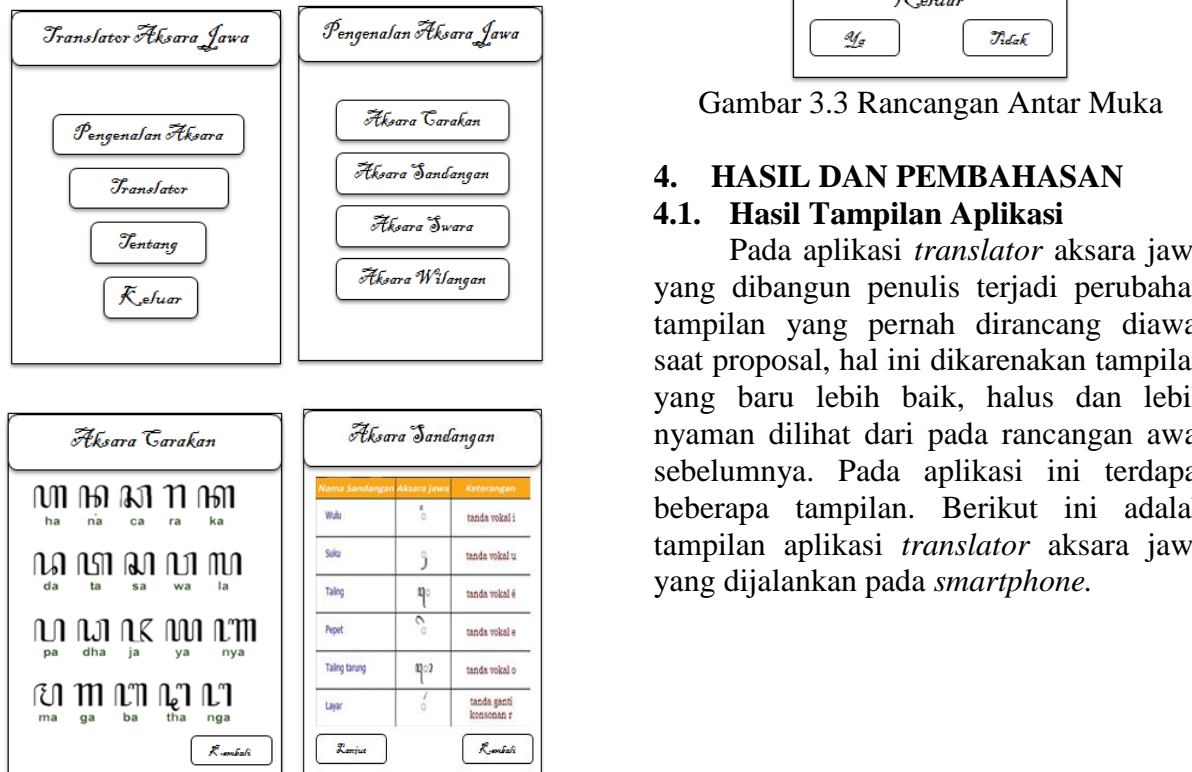 Translator Aksara Jawa
Pengenalan Aksara
Translator
Tentang
Keluar
Pengenalan Aksara Jawa
Aksara Carakan
Aksara Sandangan
Aksara Swara
Aksara Wilangan
Aksara Carakan
ꦲ ꦤ ꦕ ꦫ ꦏ
ha na ca ra ka
ꦢ ꦠ ꦱ ꦮ ꦭ
da ta sa wa la
ꦥ ꦝ ꦗ ꦪ ꦚ
pa dha ja ya nya
ꦩ ꦒ ꦧ ꦛ ꦔ
ma ga ba tha nga
Kembali
Aksara Sandangan
Nama Sandangan Aksara Jawa Keterangan
Wulu ꦶ tanda vokal i
Suku ꦸ tanda vokal u
Taling ꦺ tanda vokal é
Pepet ꦼ tanda vokal e
Taling tarung ꦺꦴ tanda vokal o
Layar ꦂ tanda ganti
konsonan r
Lanjut Kembali
Keluar
Ya Tidak
Gambar 3.3 Rancangan Antar Muka
4. HASIL DAN PEMBAHASAN
4.1. Hasil Tampilan Aplikasi
Pada aplikasi translator aksara jaw
yang dibangun penulis terjadi perubaha
tampilan yang pernah dirancang diawa
saat proposal, hal ini dikarenakan tampila
yang baru lebih baik, halus dan lebi
nyaman dilihat dari pada rancangan awa
sebelumnya. Pada aplikasi ini terdapa
beberapa tampilan. Berikut ini adala
tampilan aplikasi translator aksara jaw
yang dijalankan pada smartphone.